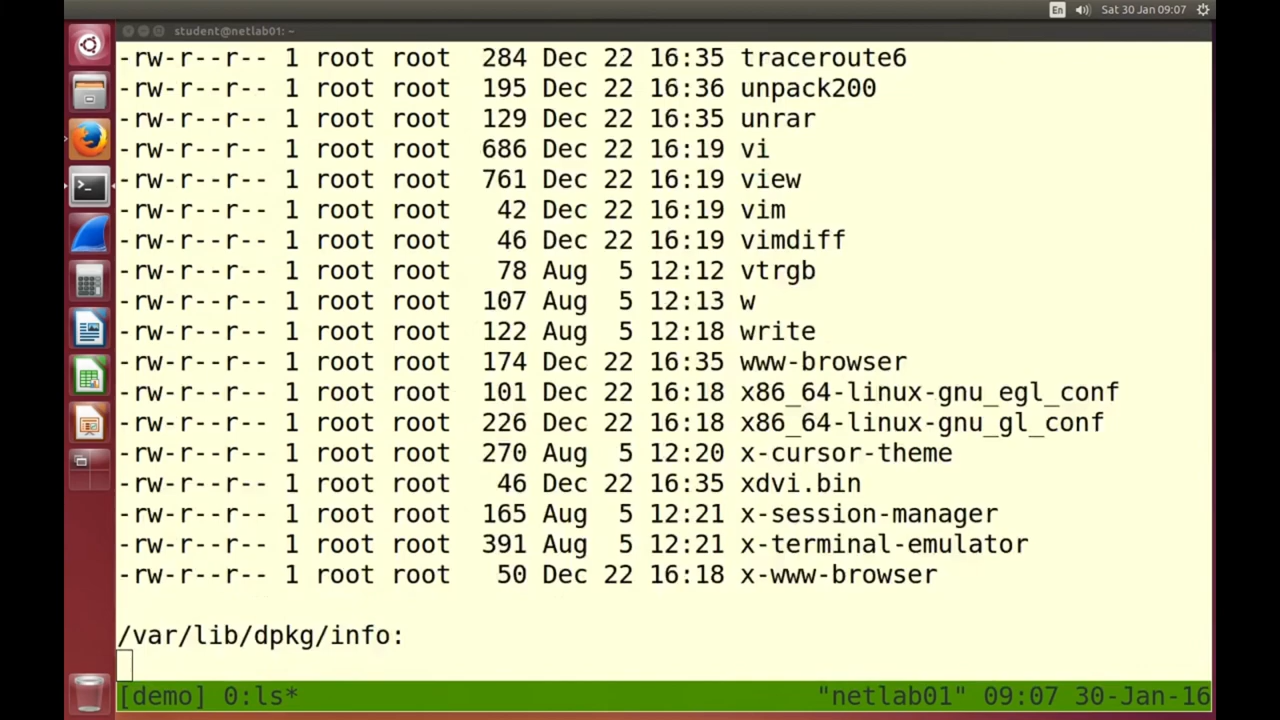 En Sat 30 Jan 09:07
student@netlab01: ~
-rw-r--r-- 1 root root 284 Dec 22 16:35 traceroute6
-rw-r--r-- 1 root root 195 Dec 22 16:36 unpack200
-rw-r--r-- 1 root root 129 Dec 22 16:35 unrar
-rw-r--r-- 1 root root 686 Dec 22 16:19 vi
-rw-r--r-- 1 root root 761 Dec 22 16:19 view
-rw-r--r-- 1 root root 42 Dec 22 16:19 vim
-rw-r--r-- 1 root root 46 Dec 22 16:19 vimdiff
-rw-r--r-- 1 root root 78 Aug 5 12:12 vtrgb
-rw-r--r-- 1 root root 107 Aug 5 12:13 w
-rw-r--r-- 1 root root 122 Aug 5 12:18 write
-rw-r--r-- 1 root root 174 Dec 22 16:35 www-browser
-rw-r--r-- 1 root root 101 Dec 22 16:18 x86_64-linux-gnu_egl_conf
-rw-r--r-- 1 root root 226 Dec 22 16:18 x86_64-linux-gnu_gl_conf
-rw-r--r-- 1 root root 270 Aug 5 12:20 x-cursor-theme
-rw-r--r-- 1 root root 46 Dec 22 16:35 xdvi.bin
-rw-r--r-- 1 root root 165 Aug 5 12:21 x-session-manager
-rw-r--r-- 1 root root 391 Aug 5 12:21 x-terminal-emulator
-rw-r--r-- 1 root root 50 Dec 22 16:18 x-www-browser
/var/lib/dpkg/info:
[demo] 0:ls* "netlab01" 09:07 30-Jan-16